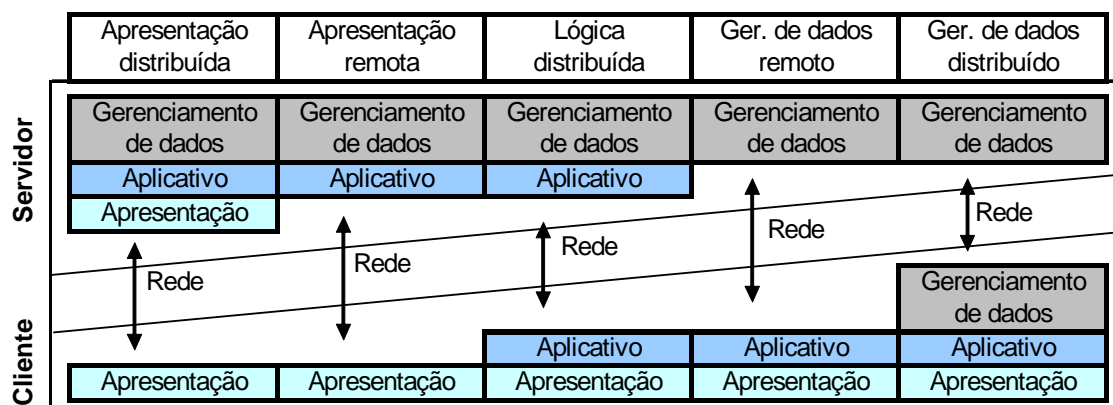 Apresentação distribuída
Apresentação remota
Lógica distribuída
Ger. de dados remoto
Ger. de dados distribuído
Servidor
Gerenciamento de dados
Gerenciamento de dados
Gerenciamento de dados
Gerenciamento de dados
Gerenciamento de dados
Aplicativo
Aplicativo
Aplicativo
Apresentação
Rede
Rede
Rede
Rede
Rede
Cliente
Gerenciamento de dados
Aplicativo
Aplicativo
Aplicativo
Apresentação
Apresentação
Apresentação
Apresentação
Apresentação